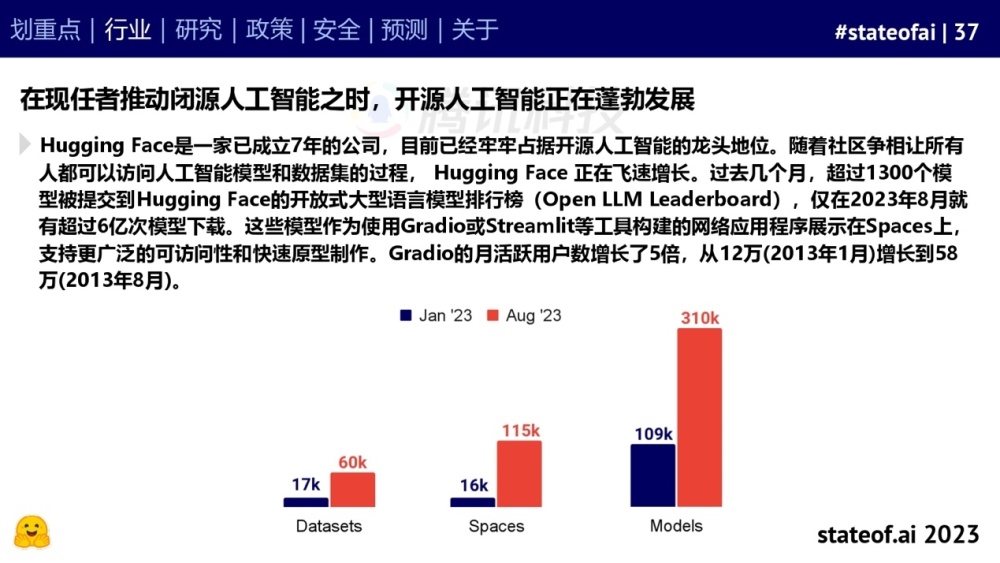 划重点 | 行业 | 研究 | 政策 | 安全 | 预测 | 关于
#stateofai | 37
在现任者推动闭源人工智能之时，开源人工智能正在蓬勃发展
腾讯科技
Hugging Face是一家已成立7年的公司，目前已经牢牢占据开源人工智能的龙头地位。随着社区争相让所有
人都可以访问人工智能模型和数据集的过程， Hugging Face 正在飞速增长。过去几个月，超过1300个模
型被提交到Hugging Face的开放式大型语言模型排行榜（Open LLM Leaderboard），仅在2023年8月就
有超过6亿次模型下载。这些模型作为使用Gradio或Streamlit等工具构建的网络应用程序展示在Spaces上，
支持更广泛的可访问性和快速原型制作。Gradio的月活跃用户数增长了5倍，从12万(2013年1月)增长到58
万(2013年8月)。
Jan '23 Aug '23
310k
109k
115k
16k
60k
17k
Datasets Spaces Models
stateof.ai 2023